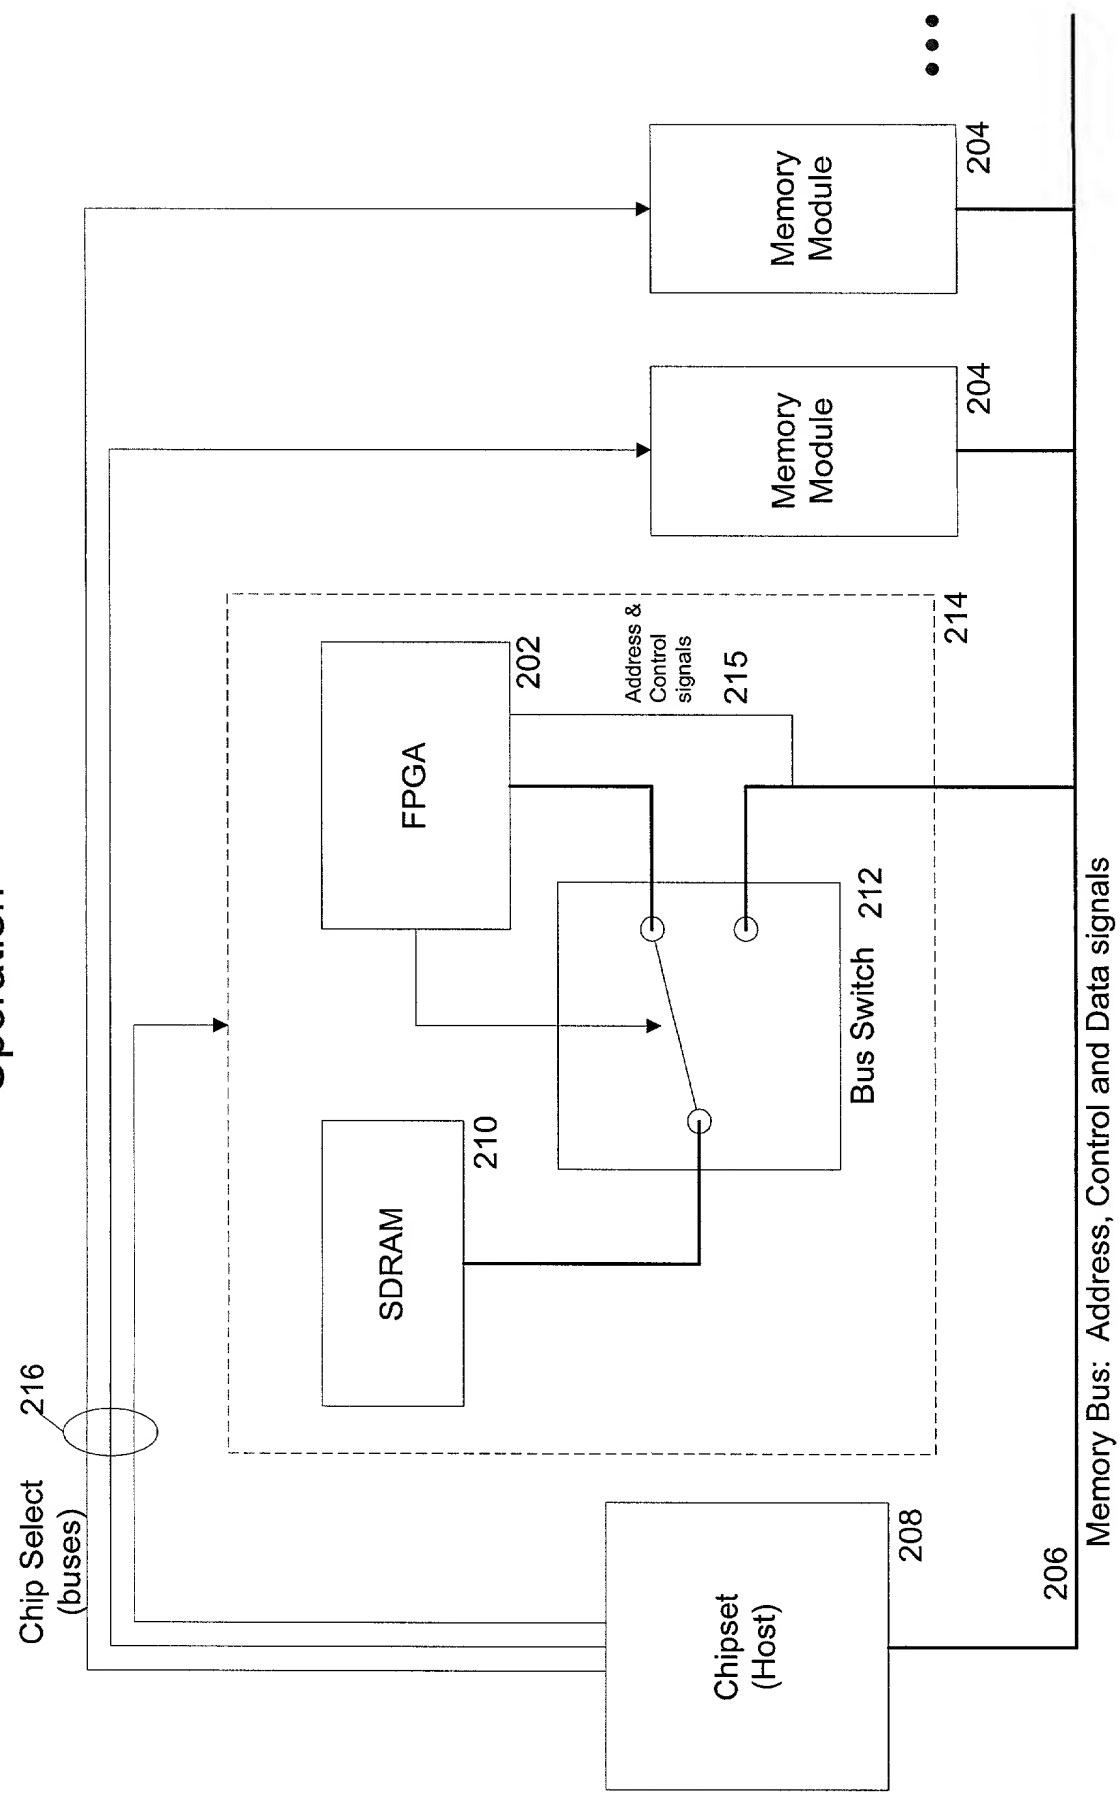 Chip Select
(buses)
216
SDRAM
210
FPGA
202
Address &
Control
signals
215
Bus Switch 212
214
Chipset
(Host)
208
Memory
Module
204
Memory
Module
204
206
Memory Bus: Address, Control and Data signals